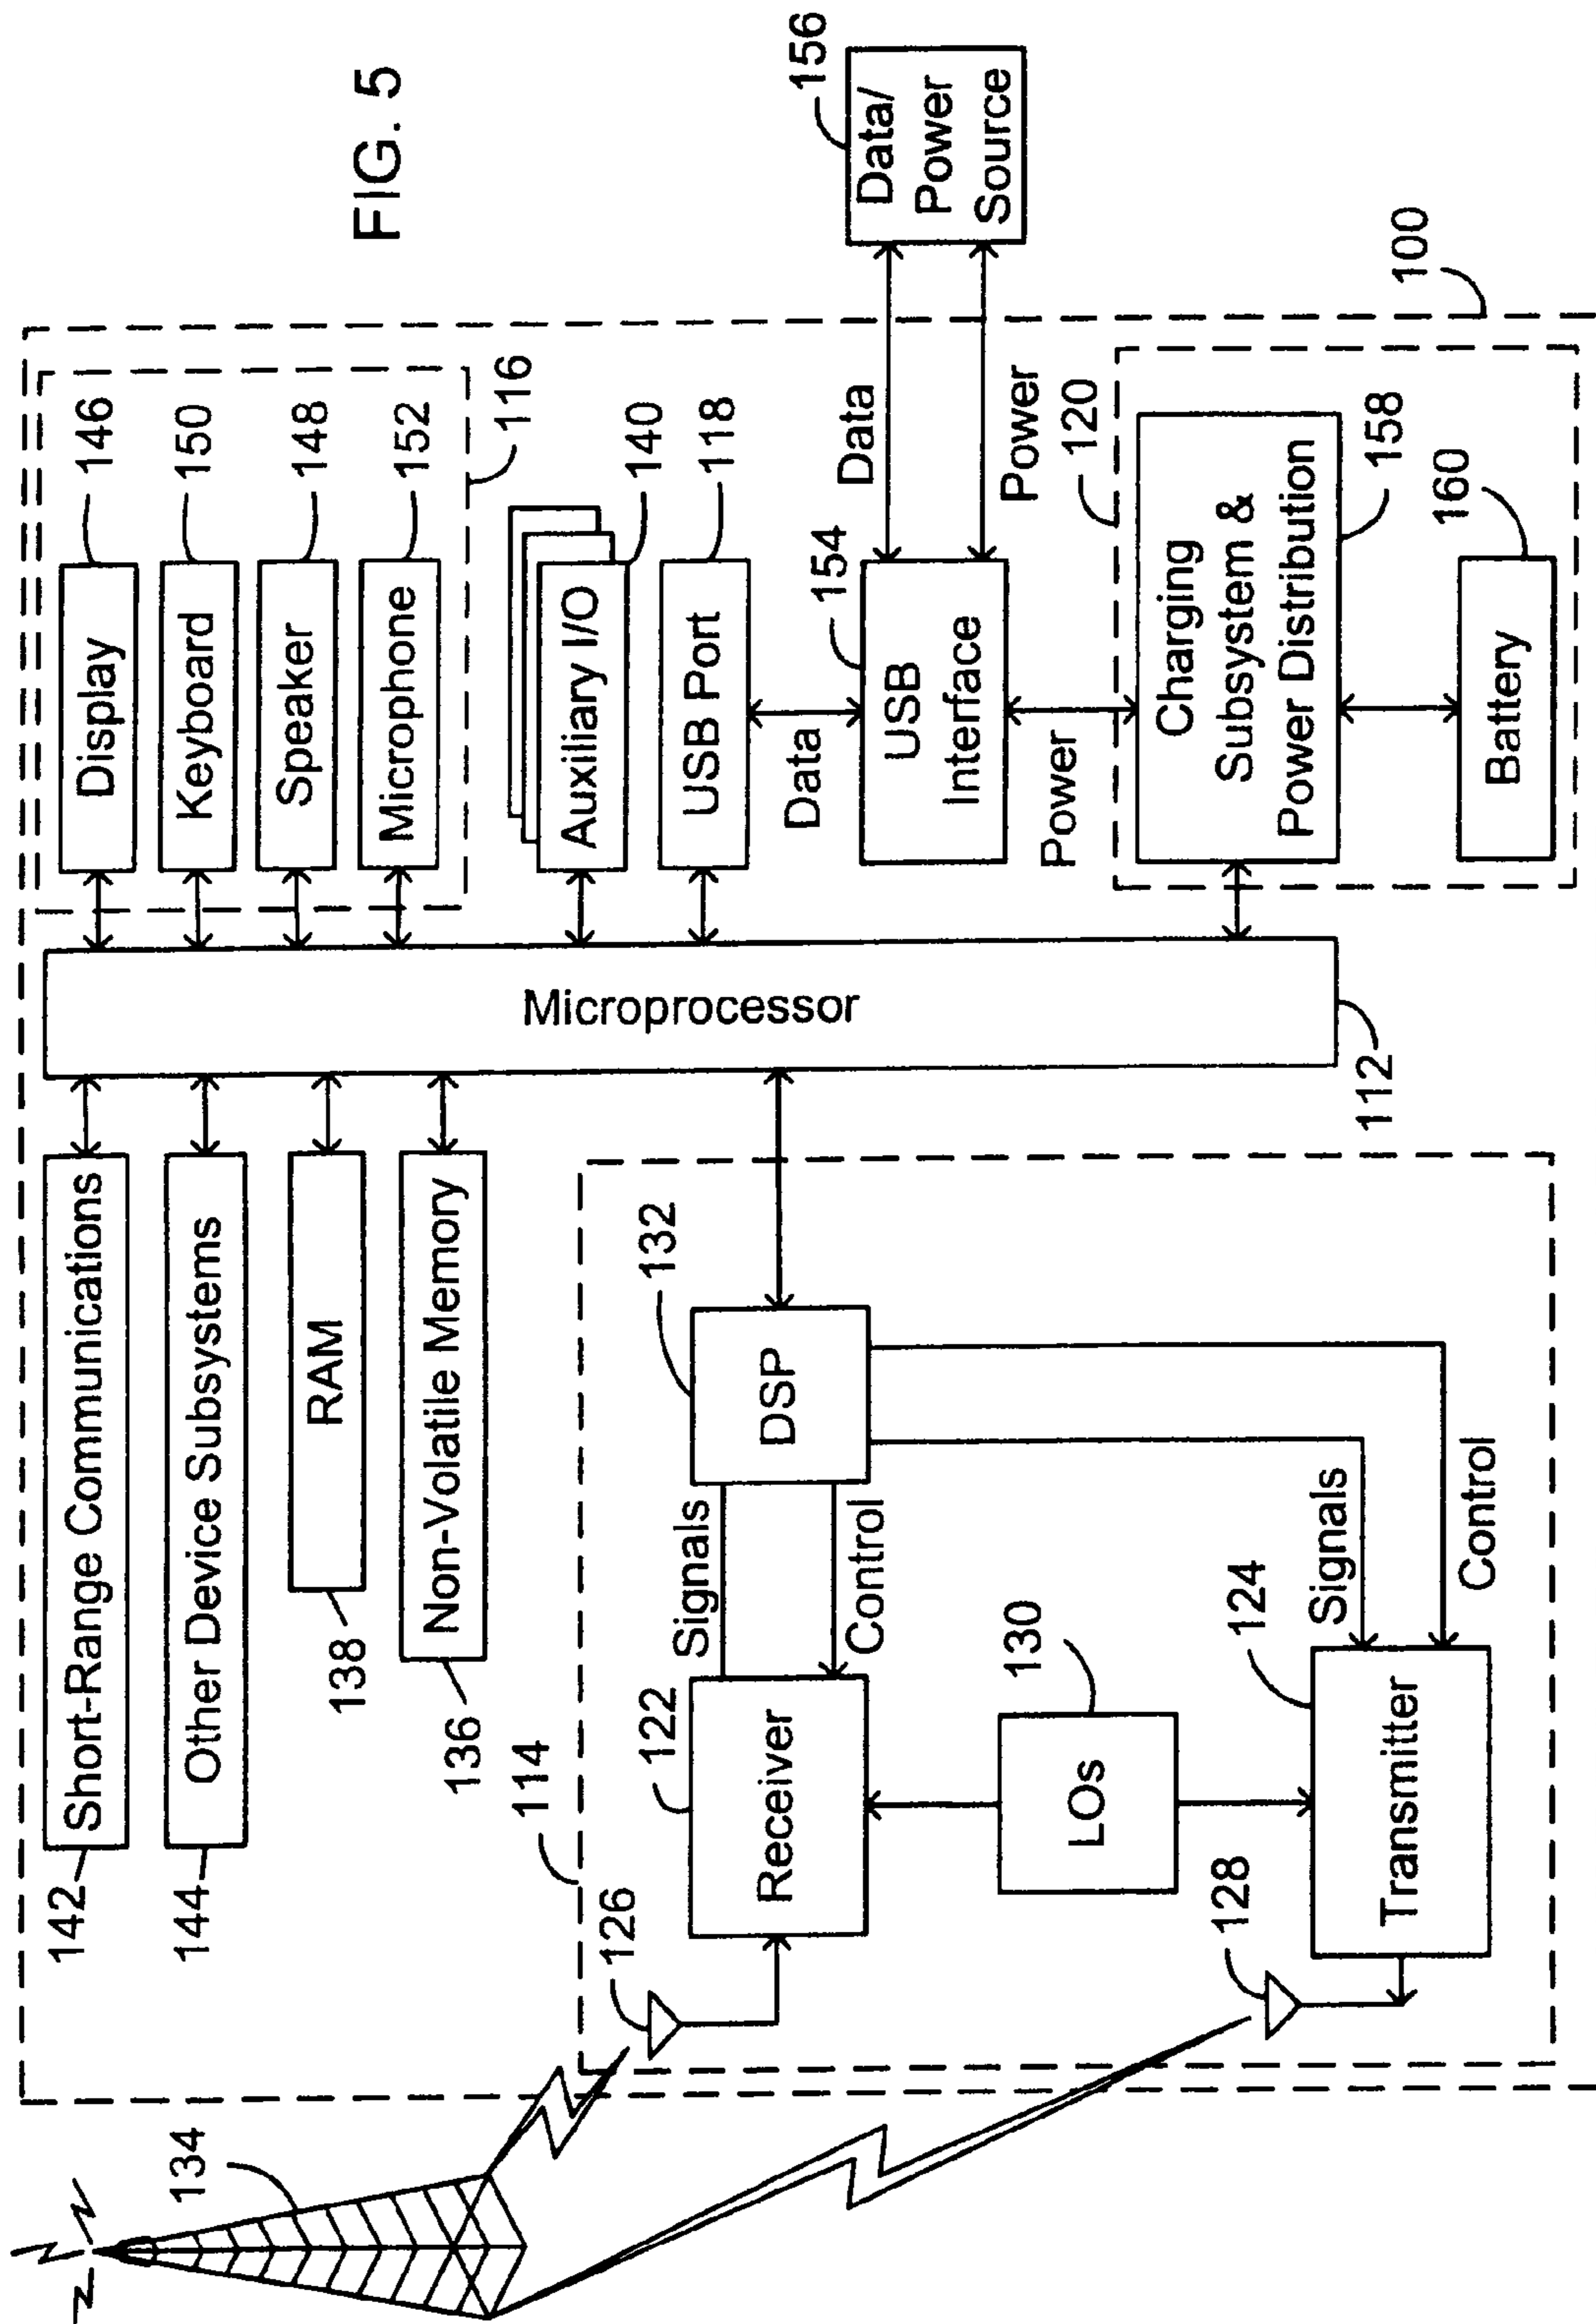 FIG. 5
134
142
Short-Range Communications
144
Other Device Subsystems
138
RAM
136
Non-Volatile Memory
114
126
122
Receiver
Signals
Control
132
DSP
130
LOs
128
124
Transmitter
Signals
Control
Microprocessor
112
Display
146
Keyboard
150
Speaker
148
Microphone
152
116
Auxiliary I/O
140
USB Port
118
Data
154
USB
Interface
Data
Power
156
Data/
Power
Source
Power
120
Charging
Subsystem &
Power Distribution
158
Battery
160
100